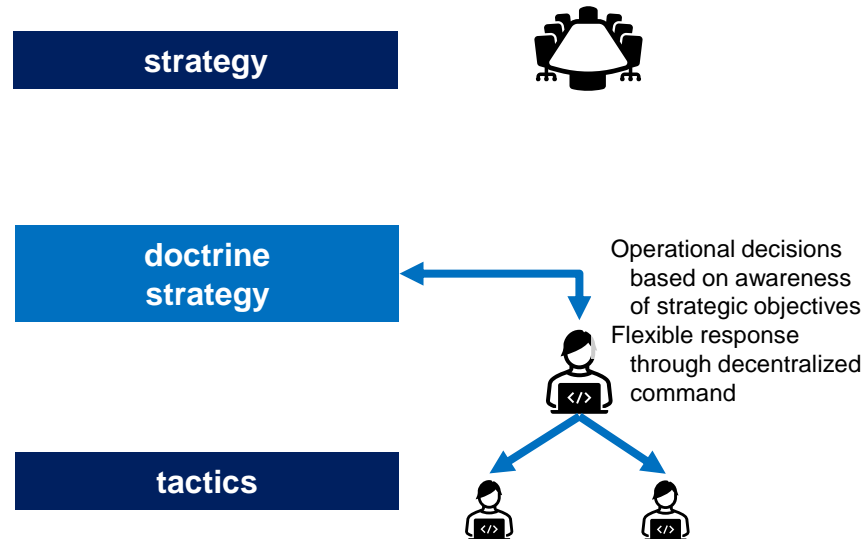 strategy
doctrine
strategy
Operational decisions
based on awareness
of strategic objectives
Flexible response
through decentralized
command
</>
tactics
</>
</>